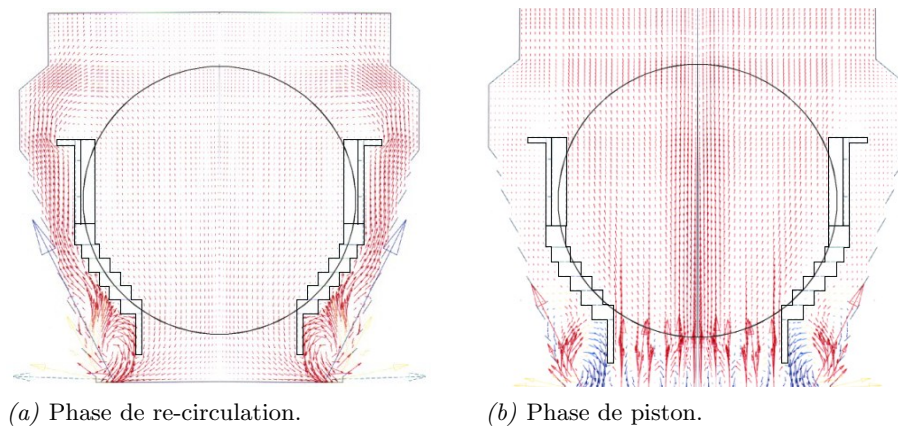 (a) Phase de re-circulation.
(b) Phase de piston.